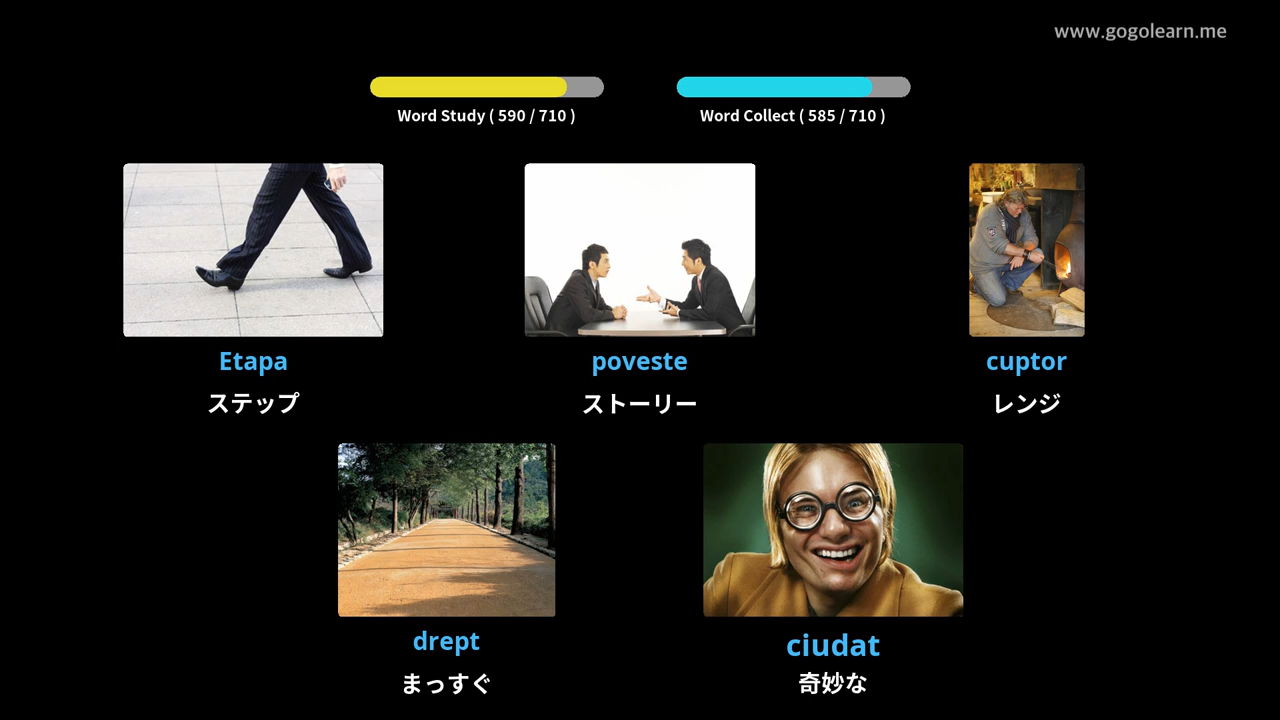 www.gogolearn.me
Word Study ( 590 / 710 )
Word Collect ( 585 / 710 )
Etapa
ステップ
poveste
ストーリー
cuptor
レンジ
drept
まっすぐ
ciudat
奇妙な